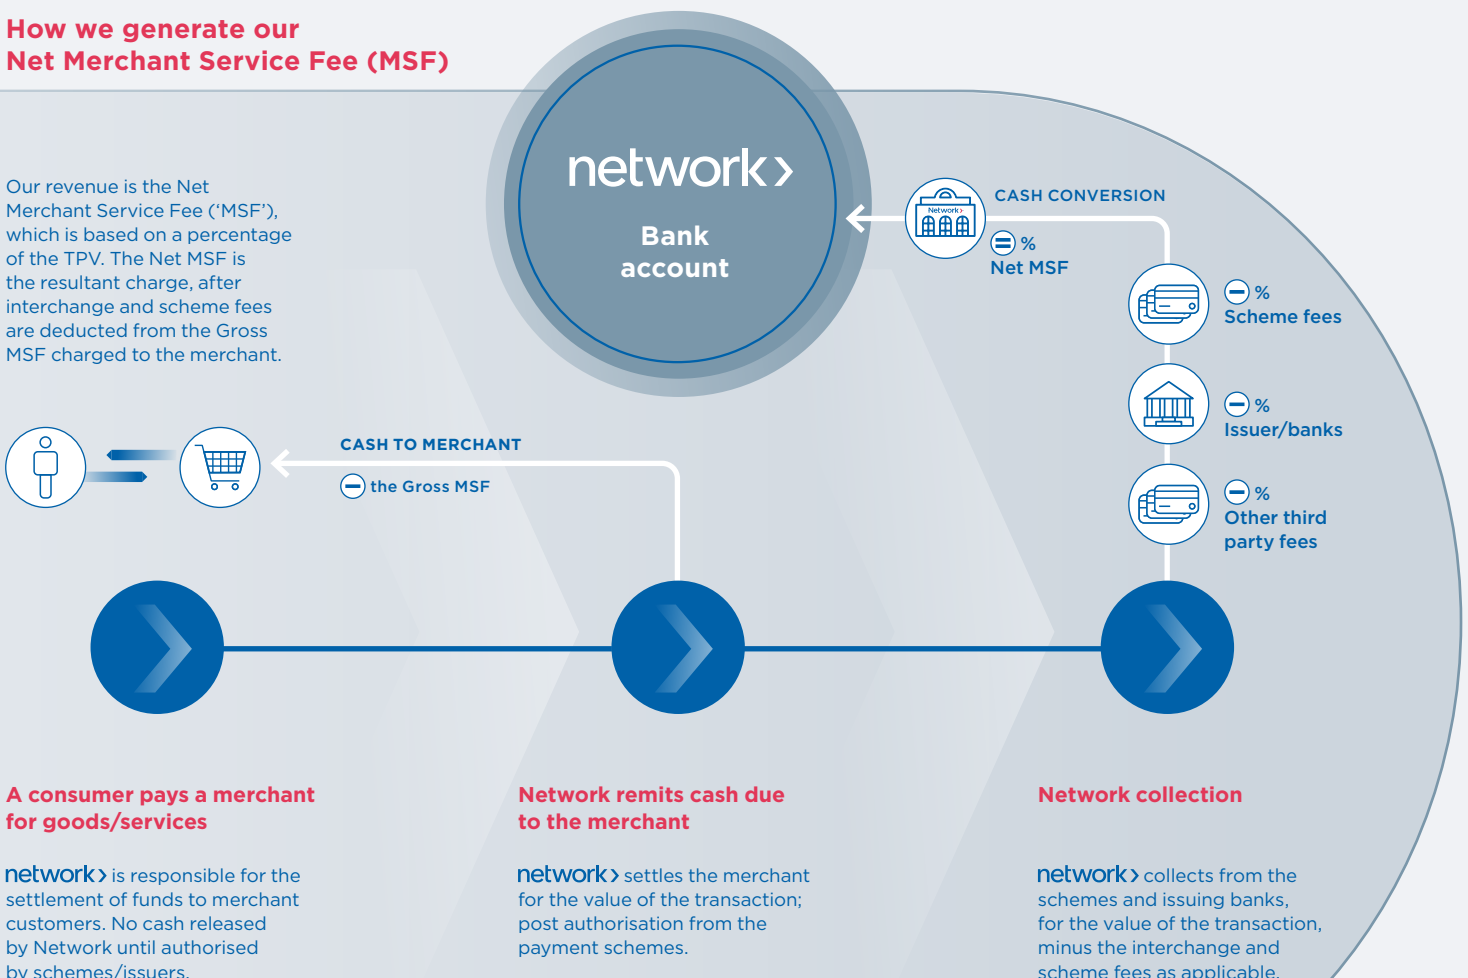 How we generate our
Net Merchant Service Fee (MSF)
Our revenue is the Net
Merchant Service Fee (‘MSF’),
which is based on a percentage
of the TPV. The Net MSF is
the resultant charge, after
interchange and scheme fees
are deducted from the Gross
MSF charged to the merchant.
network
Bank
account
Network
CASH CONVERSION
= %
Net MSF
− %
Scheme fees
− %
Issuer/banks
− %
Other third
party fees
CASH TO MERCHANT
− the Gross MSF
A consumer pays a merchant
for goods/services
network is responsible for the
settlement of funds to merchant
customers. No cash released
by Network until authorised
by schemes/issuers.
Network remits cash due
to the merchant
network settles the merchant
for the value of the transaction;
post authorisation from the
payment schemes.
Network collection
network collects from the
schemes and issuing banks,
for the value of the transaction,
minus the interchange and
scheme fees as applicable.